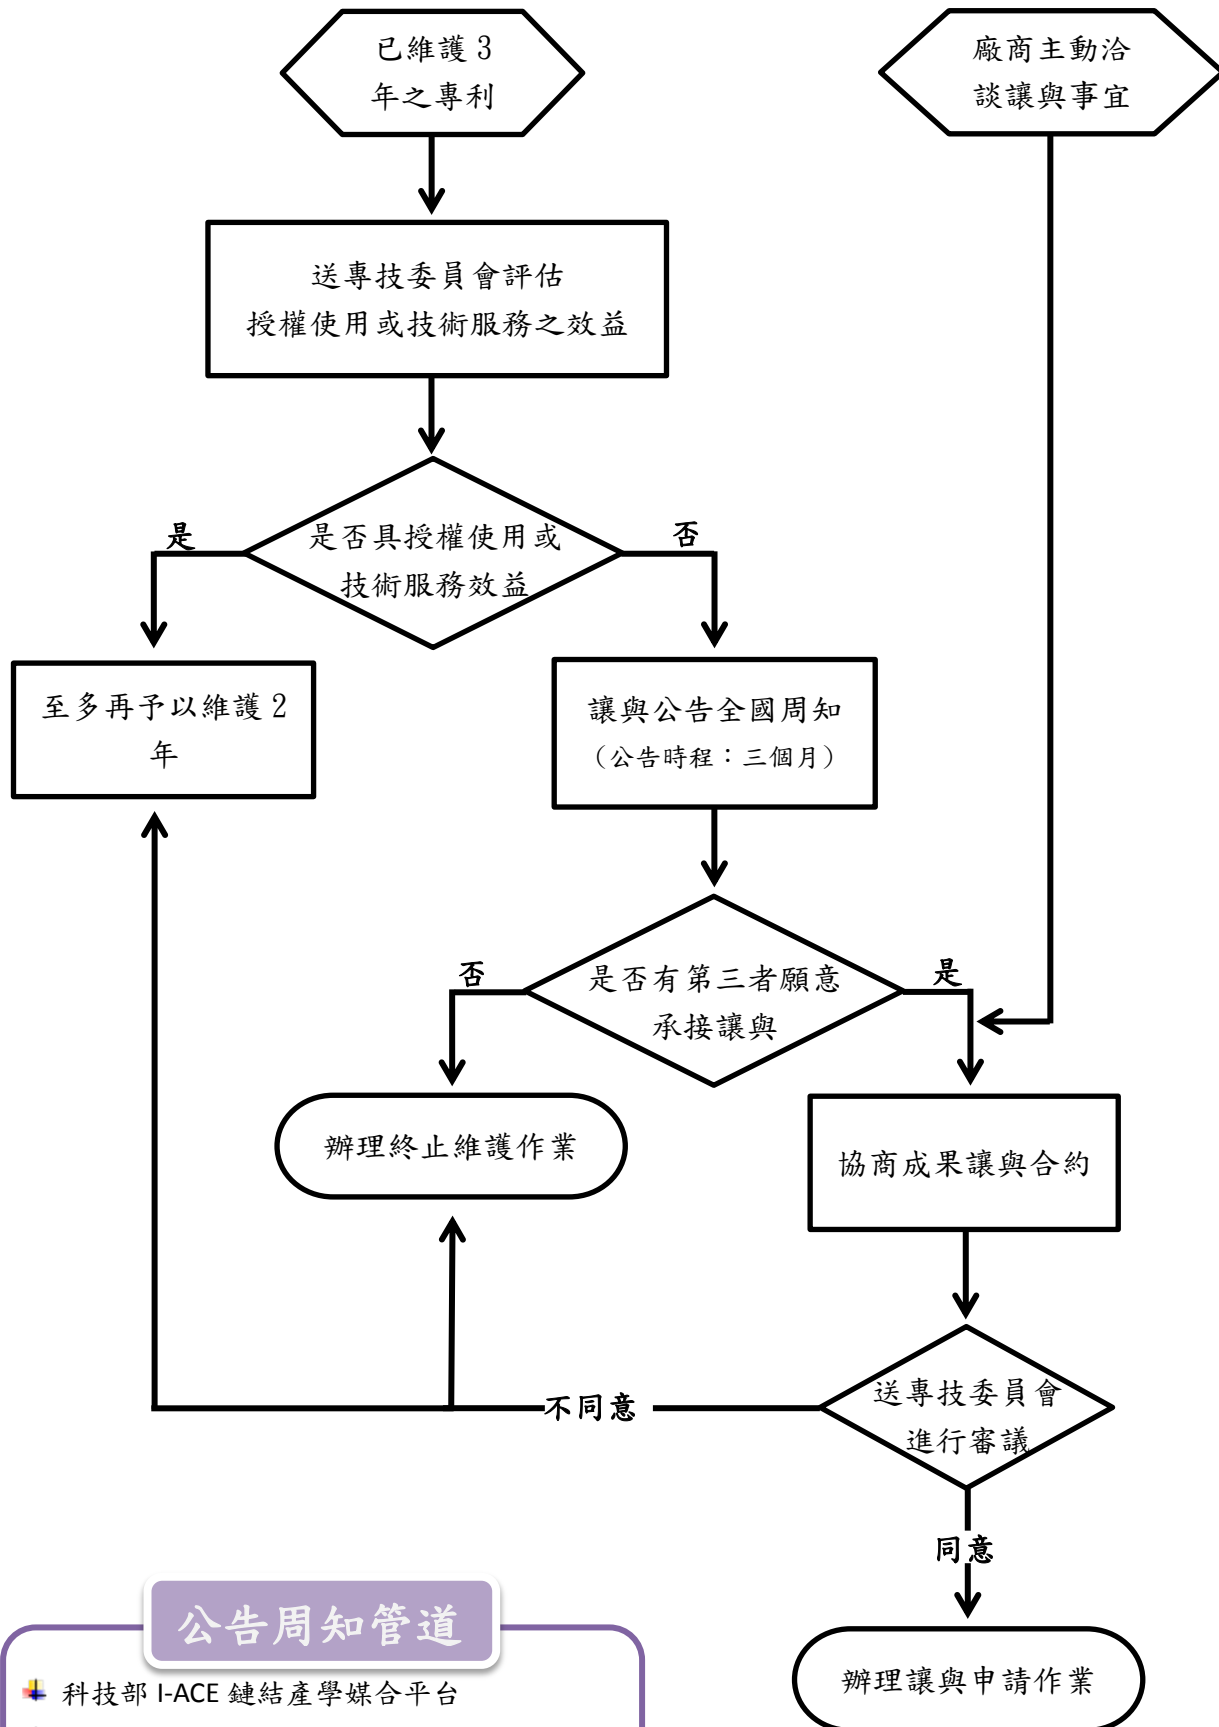 已維護 3
年之專利
廠商主動洽
談讓與事宜
送專技委員會評估
授權使用或技術服務之效益
是
是否具授權使用或
技術服務效益
否
至多再予以維護 2
年
讓與公告全國周知
（公告時程：三個月）
否
是否有第三者願意
承接讓與
是
辦理終止維護作業
協商成果讓與合約
不同意
送專技委員會
進行審議
同意
公告周知管道
科技部 I-ACE 鏈結產學媒合平台
辦理讓與申請作業